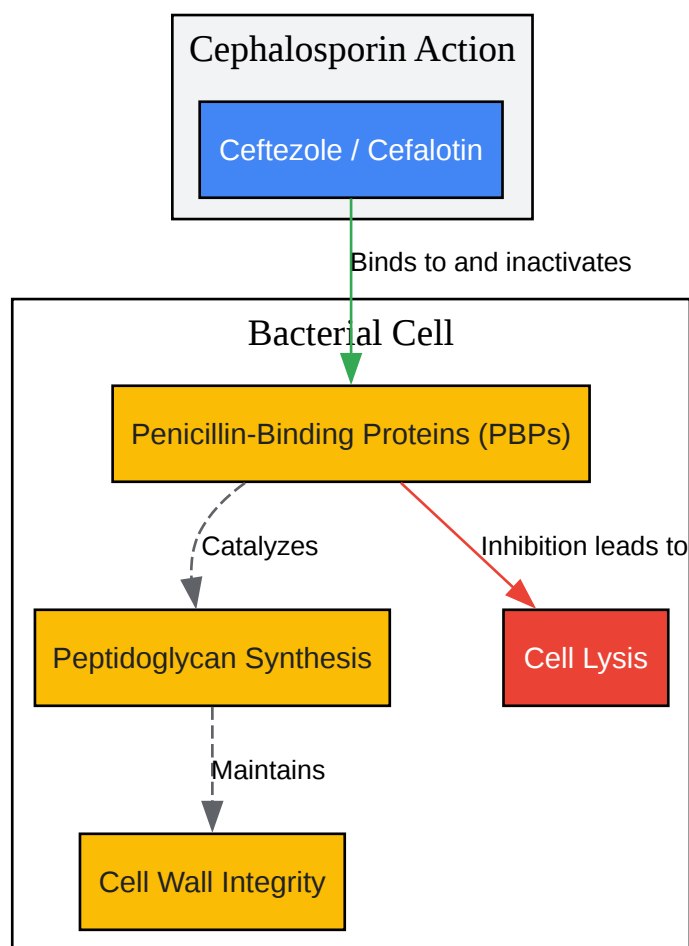 Cephalosporin Action
Ceftezole / Cefalotin
Binds to and inactivates
Bacterial Cell
Penicillin-Binding Proteins (PBPs)
Catalyzes
Inhibition leads to
Peptidoglycan Synthesis
Cell Lysis
Maintains
Cell Wall Integrity